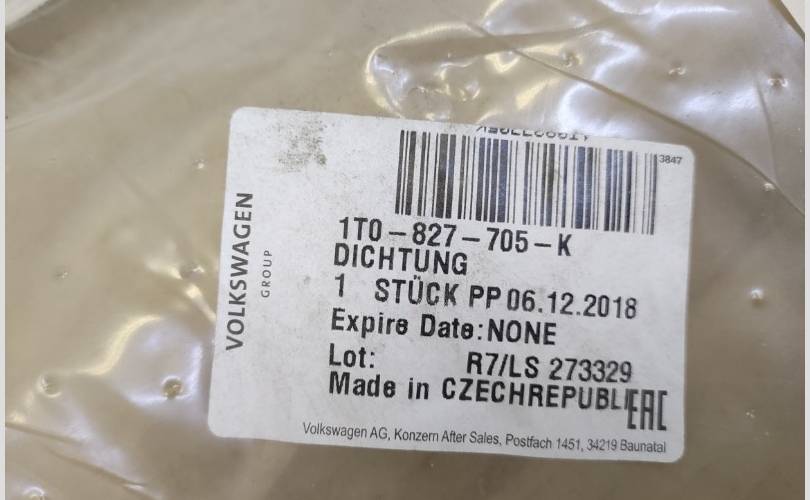 3847
1T0-827-705-K
DICHTUNG
1 STÜCK PP 06.12.2018
Expire Date:NONE
Lot: R7/LS 273329
Made in CZECHREPUBLI
EAC
VOLKSWAGEN
GROUP
Volkswagen AG, Konzern After Sales, Postfach 1451, 34219 Baunatal